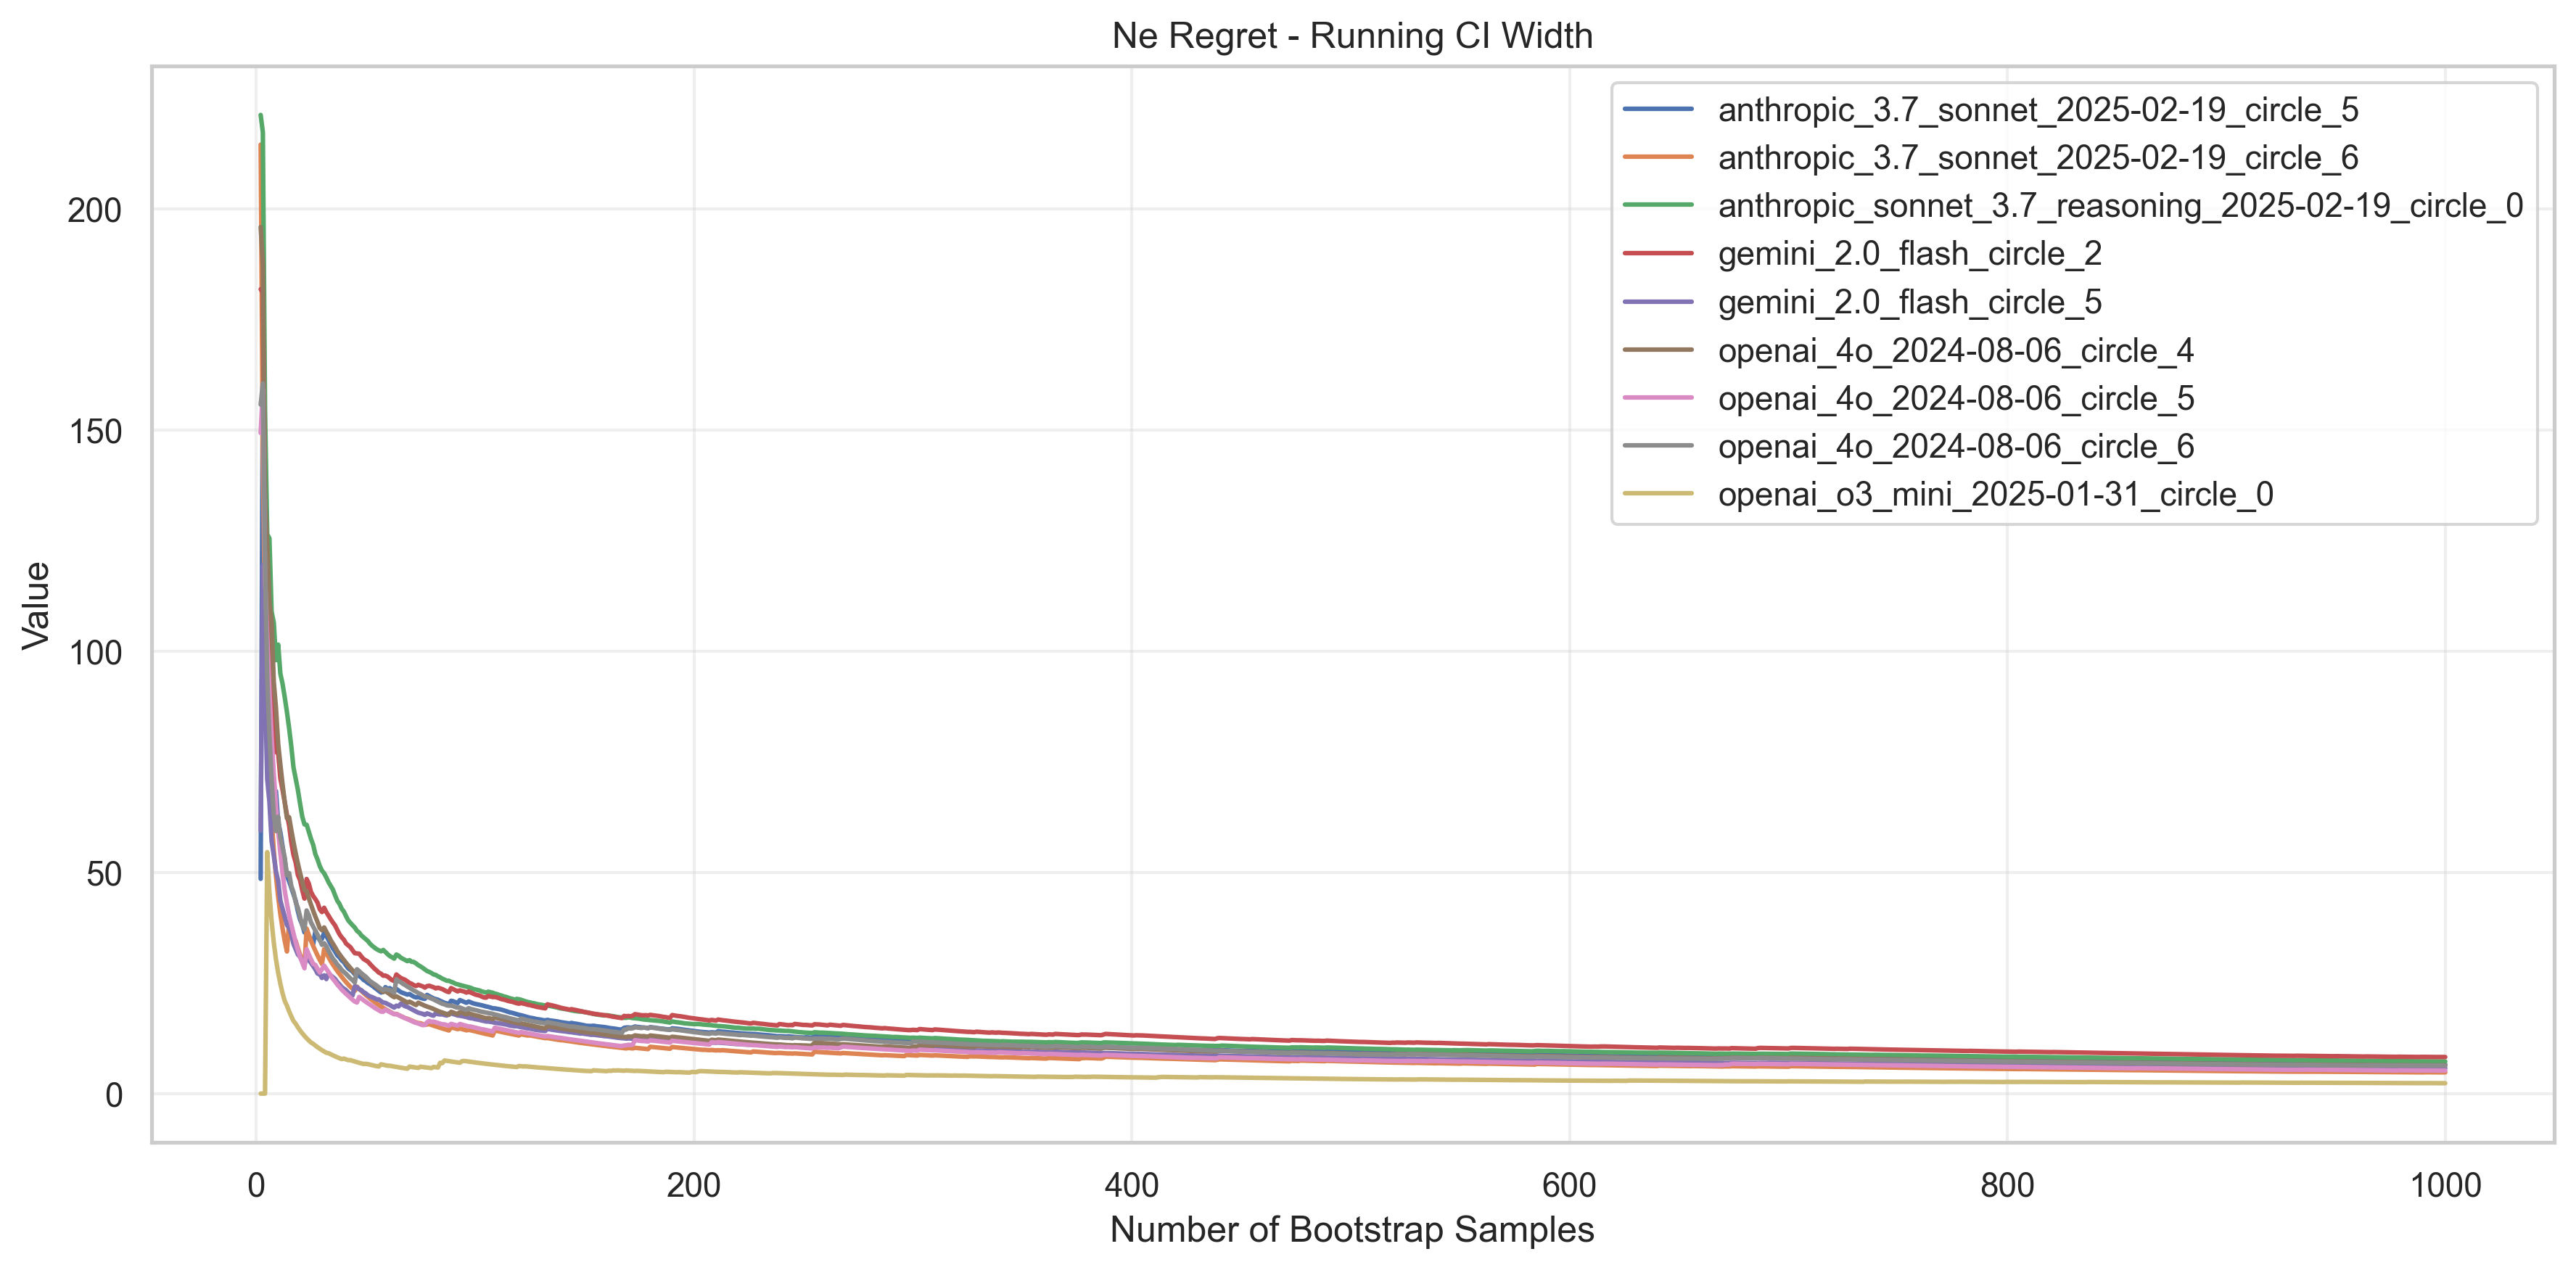 Ne Regret - Running CI Width
anthropic_3.7_sonnet_2025-02-19_circle_5
anthropic_3.7_sonnet_2025-02-19_circle_6
anthropic_sonnet_3.7_reasoning_2025-02-19_circle_0
gemini_2.0_flash_circle_2
gemini_2.0_flash_circle_5
openai_4o_2024-08-06_circle_4
openai_4o_2024-08-06_circle_5
openai_4o_2024-08-06_circle_6
openai_o3_mini_2025-01-31_circle_0
Value
200
150
100
50
0
0 200 400 600 800 1000
Number of Bootstrap Samples